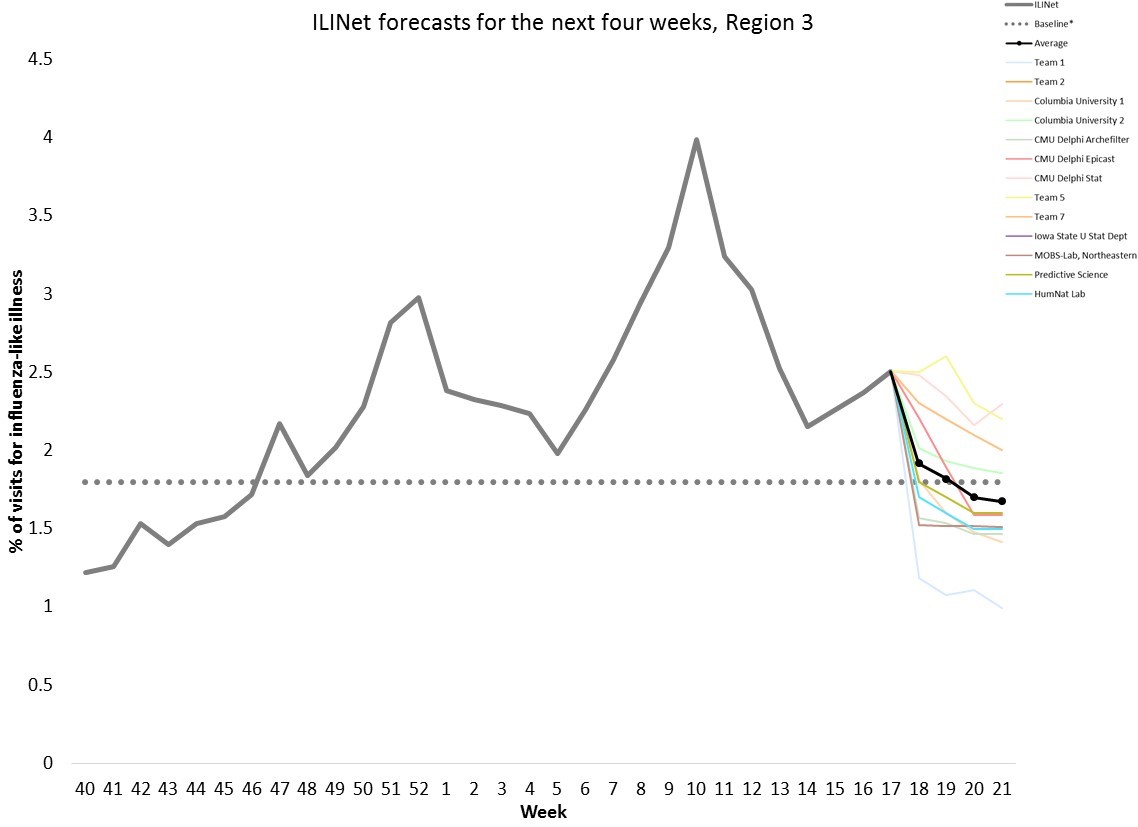 ILINet forecasts for the next four weeks, Region 3
ILINet
Baseline*
Average
Team 1
Team 2
Columbia University 1
Columbia University 2
CMU Delphi Archefilter
CMU Delphi Epicast
CMU Delphi Stat
Team 5
Team 7
Iowa State U Stat Dept
MOBS-Lab, Northeastern
Predictive Science
HumNat Lab
% of visits for influenza-like illness
4.5
4
3.5
3
2.5
2
1.5
1
0.5
0
40 41 42 43 44 45 46 47 48 49 50 51 52 1 2 3 4 5 6 7 8 9 10 11 12 13 14 15 16 17 18 19 20 21
Week